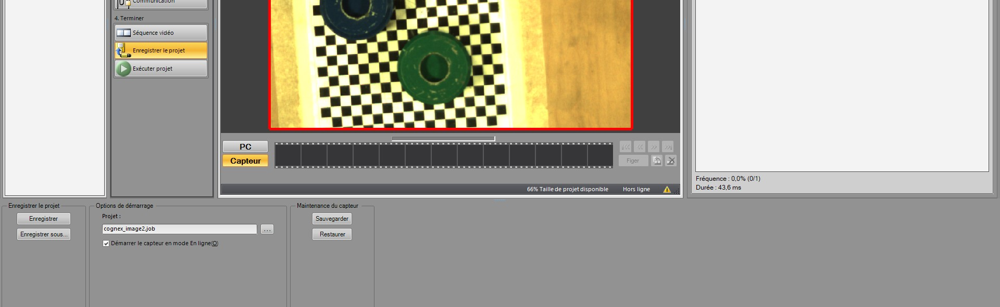 Communication
4. Terminer
Séquence vidéo
Enregistrer le projet
Exécuter projet
PC
Capteur
Figer
66% Taille de projet disponible
Hors ligne
Fréquence : 0,0% (0/1)
Durée : 43,6 ms
Enregistrer le projet
Enregistrer
Enregistrer sous...
Options de démarrage
Projet :
cognex_image2.job
...
Démarrer le capteur en mode En ligne(O)
Maintenance du capteur
Sauvegarder
Restaurer